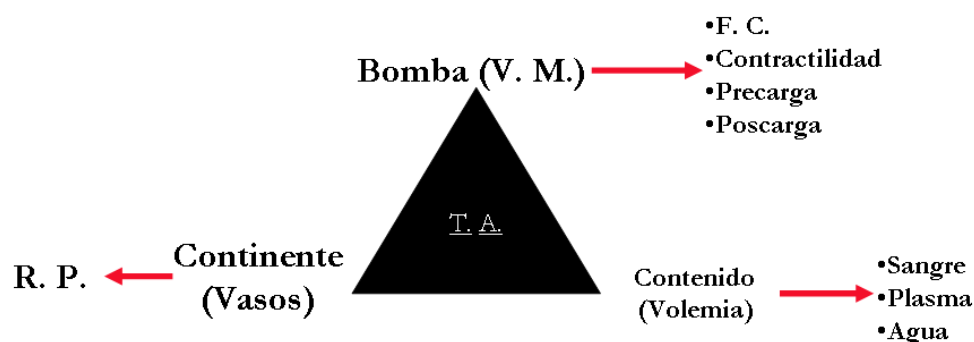 •F. C.
•Contractilidad
•Precarga
•Poscarga
Bomba (V. M.)
T. A.
Continente
(Vasos)
R. P.
Contenido
(Volemia)
•Sangre
•Plasma
•Agua